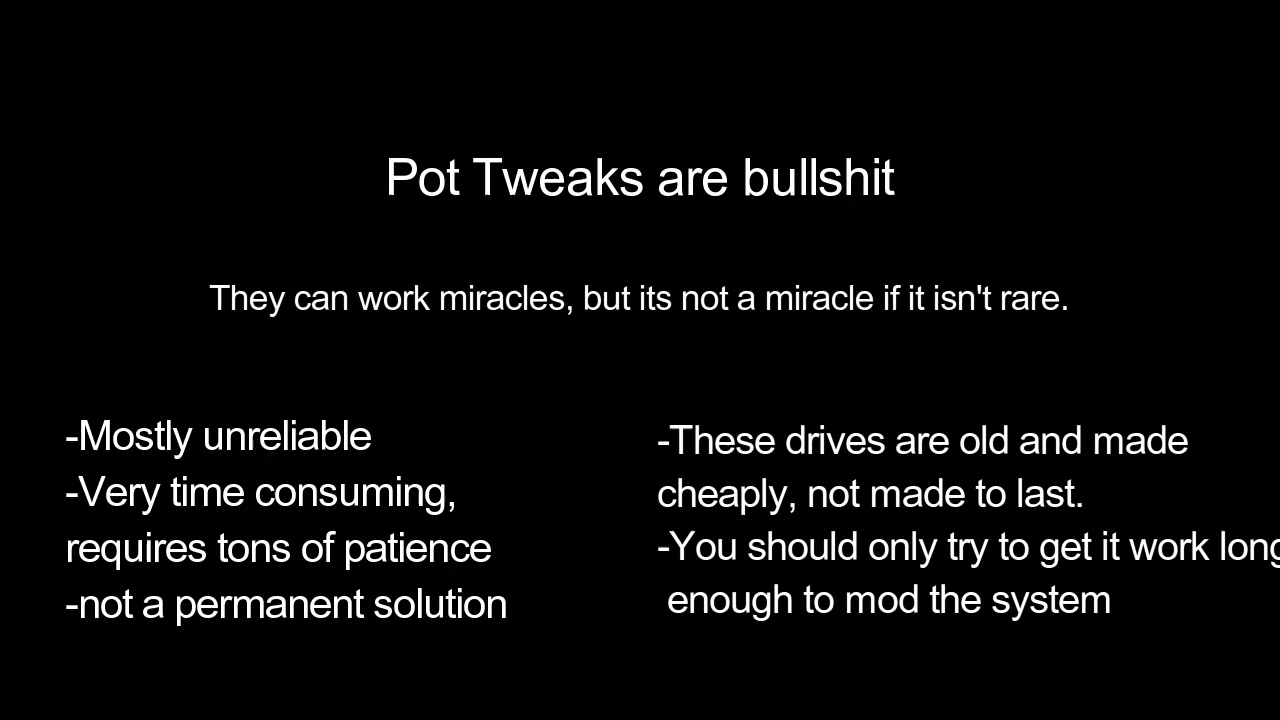 Pot Tweaks are bullshit
They can work miracles, but its not a miracle if it isn't rare.
-Mostly unreliable
-Very time consuming,
requires tons of patience
-not a permanent solution
-These drives are old and made
cheaply, not made to last.
-You should only try to get it work long
enough to mod the system